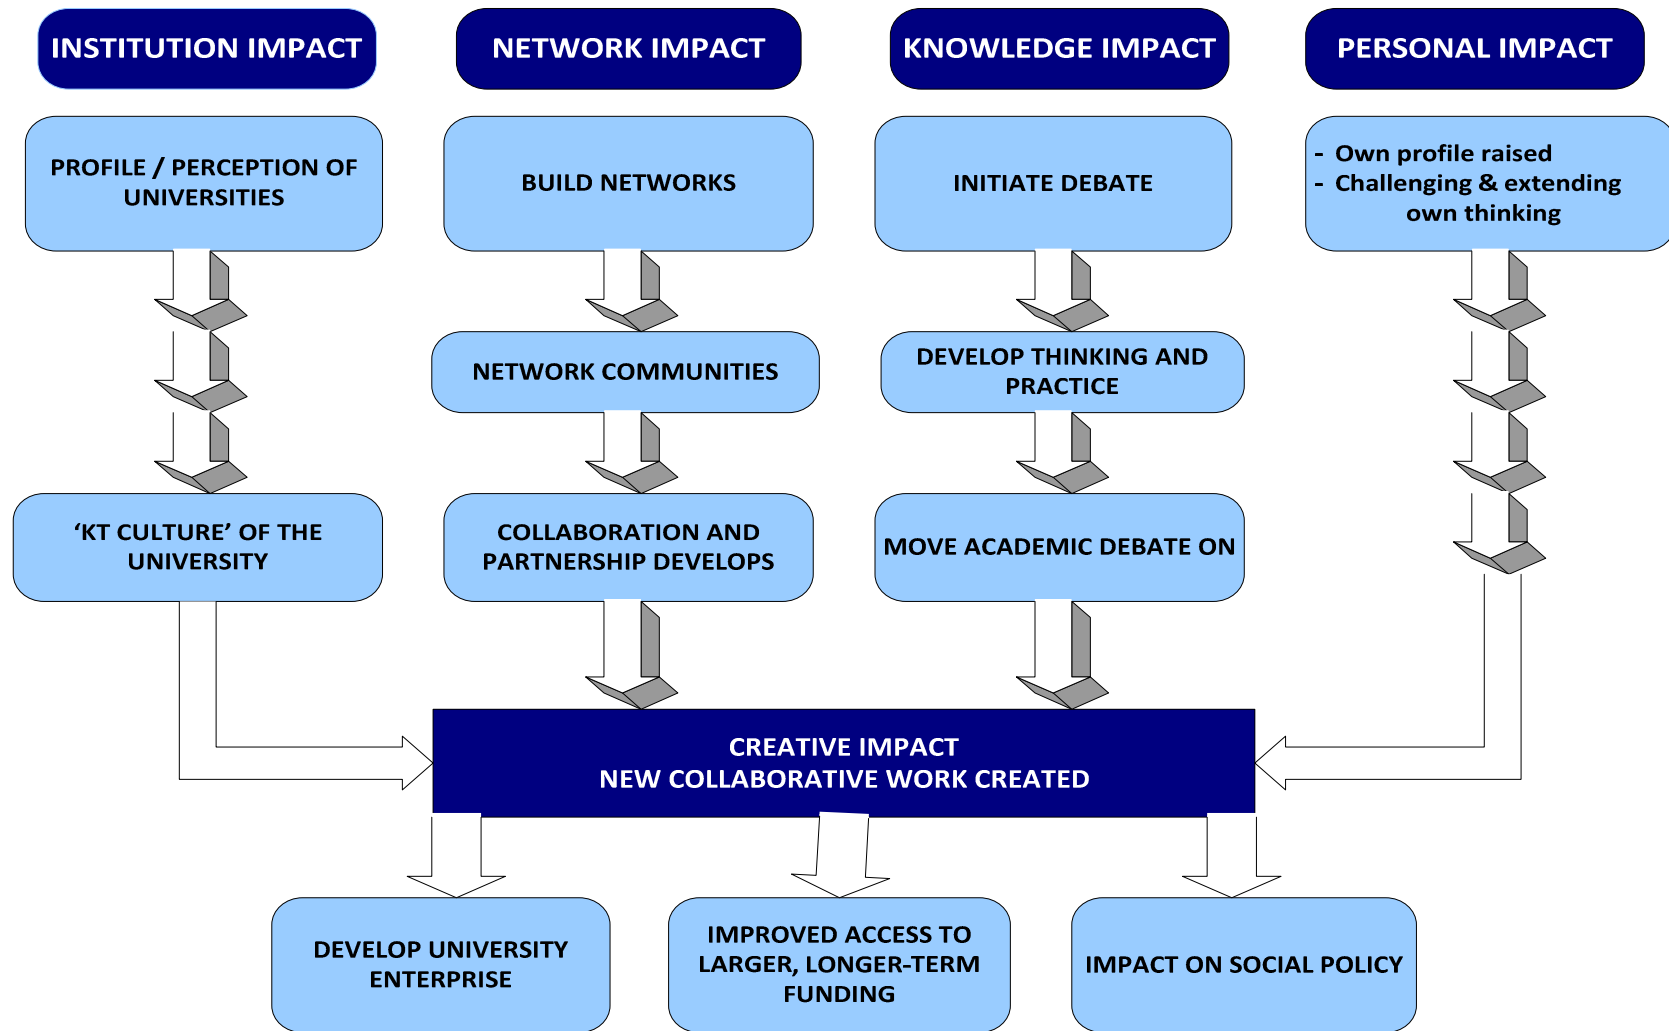 INSTITUTION IMPACT
NETWORK IMPACT
KNOWLEDGE IMPACT
PERSONAL IMPACT
PROFILE / PERCEPTION OF
UNIVERSITIES
BUILD NETWORKS
INITIATE DEBATE
- Own profile raised
- Challenging & extending
own thinking
NETWORK COMMUNITIES
DEVELOP THINKING AND
PRACTICE
‘KT CULTURE’ OF THE
UNIVERSITY
COLLABORATION AND
PARTNERSHIP DEVELOPS
MOVE ACADEMIC DEBATE ON
CREATIVE IMPACT
NEW COLLABORATIVE WORK CREATED
DEVELOP UNIVERSITY
ENTERPRISE
IMPROVED ACCESS TO
LARGER, LONGER-TERM
FUNDING
IMPACT ON SOCIAL POLICY